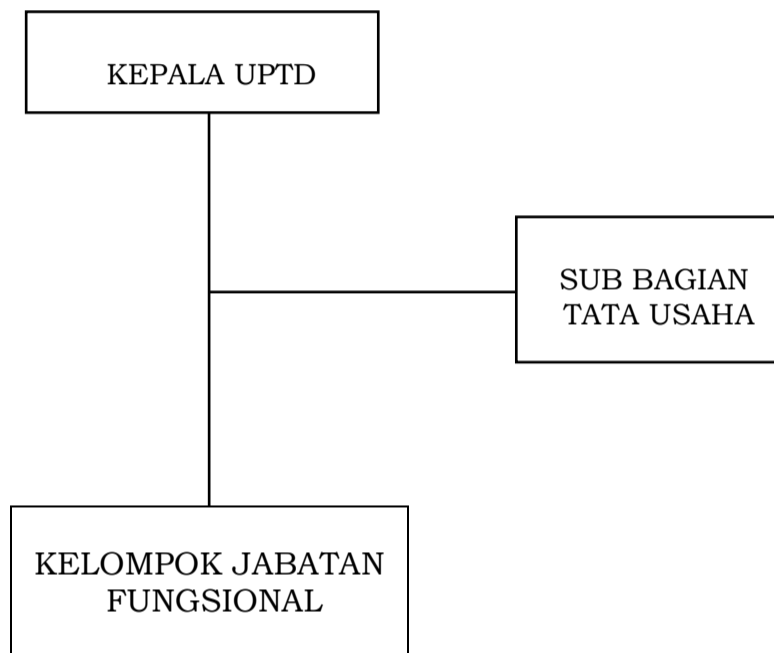 KEPALA UPTD
SUB BAGIAN
TATA USAHA
KELOMPOK JABATAN
FUNGSIONAL